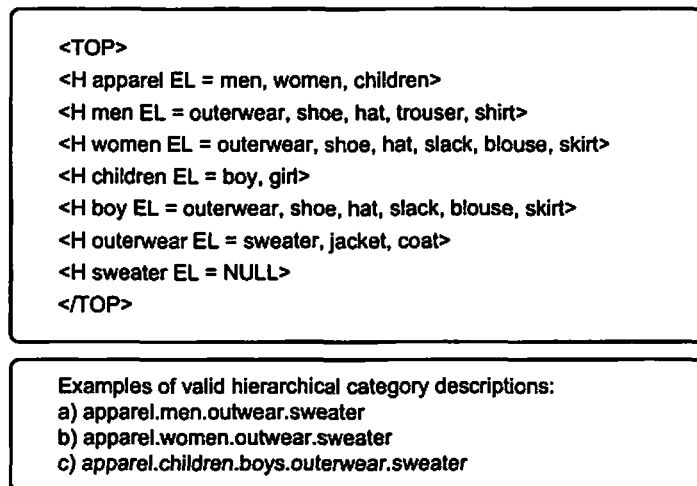 <TOP>
<H apparel EL = men, women, children>
<H men EL = outerwear, shoe, hat, trouser, shirt>
<H women EL = outerwear, shoe, hat, slack, blouse, skirt>
<H children EL = boy, girl>
<H boy EL = outerwear, shoe, hat, slack, blouse, skirt>
<H outerwear EL = sweater, jacket, coat>
<H sweater EL = NULL>
</TOP>
Examples of valid hierarchical category descriptions:
a) apparel.men.outwear.sweater
b) apparel.women.outwear.sweater
c) apparel.children.boys.outerwear.sweater